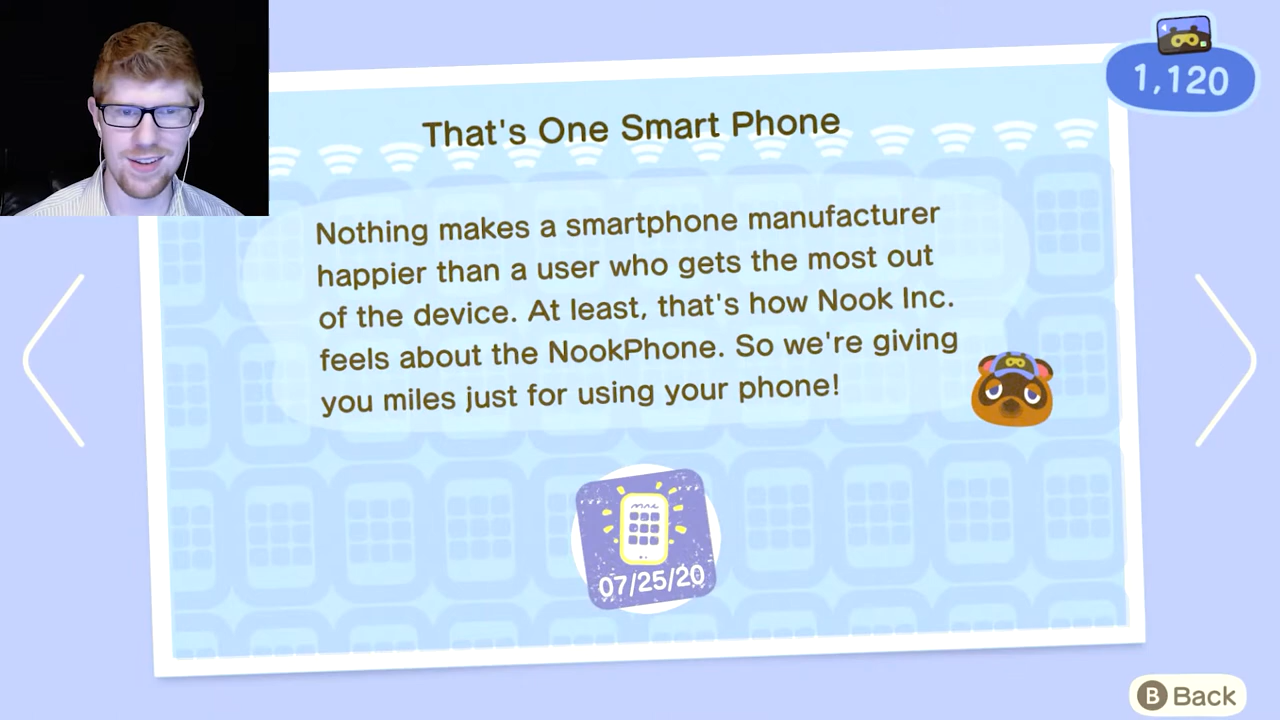 1,120
That's One Smart Phone
Nothing makes a smartphone manufacturer
happier than a user who gets the most out
of the device. At least, that's how Nook Inc.
feels about the NookPhone. So we're giving
you miles just for using your phone!
07/25/20
B Back